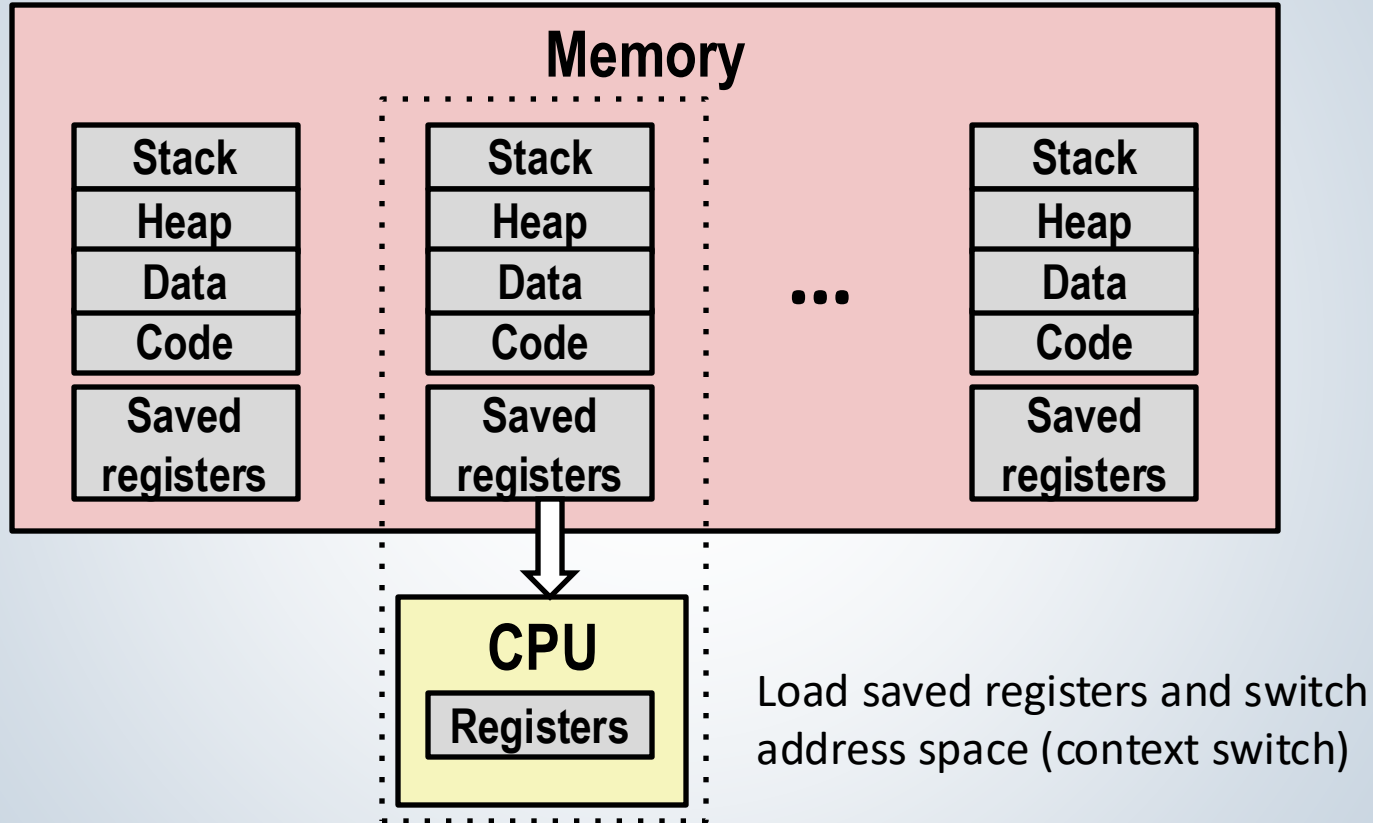 Memory
Stack
Heap
Data
Code
Saved
registers
Stack
Heap
Data
Code
Saved
registers
...
Stack
Heap
Data
Code
Saved
registers
CPU
Registers
Load saved registers and switch
address space (context switch)